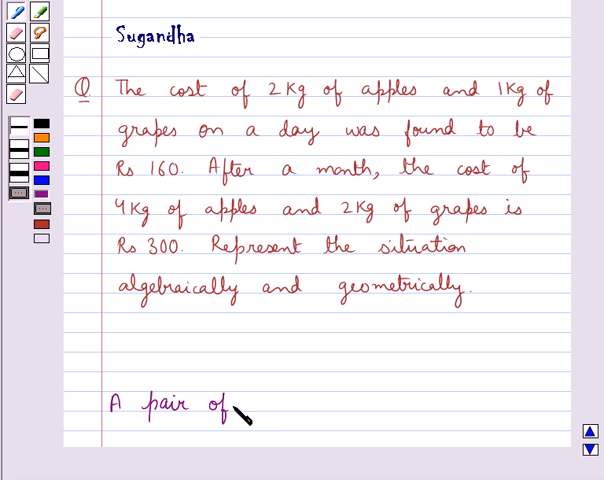 Sugandha
Q The cost of 2 Kg of apples and 1 Kg of
grapes on a day was found to be
Rs 160. After a month, the cost of
4 Kg of apples and 2 Kg of grapes is
Rs 300. Represent the situation
algebraically and geometrically.
A pair of